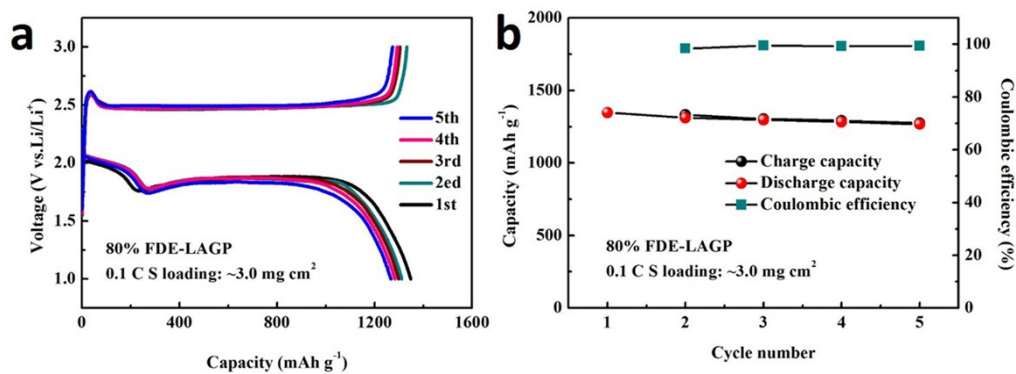 a
3.0
2.5
2.0
1.5
1.0
Voltage (V vs.Li/Li⁺)
5th
4th
3rd
2ed
1st
80% FDE-LAGP
0.1 C S loading: ~3.0 mg cm²
0
400
800
1200
1600
Capacity (mAh g⁻¹)
b
2000
1500
1000
500
0
Capacity (mAh g⁻¹)
Charge capacity
Discharge capacity
Coulombic efficiency
80% FDE-LAGP
0.1 C S loading: ~3.0 mg cm²
100
80
60
40
20
0
Coulombic efficiency (%)
1
2
3
4
5
Cycle number